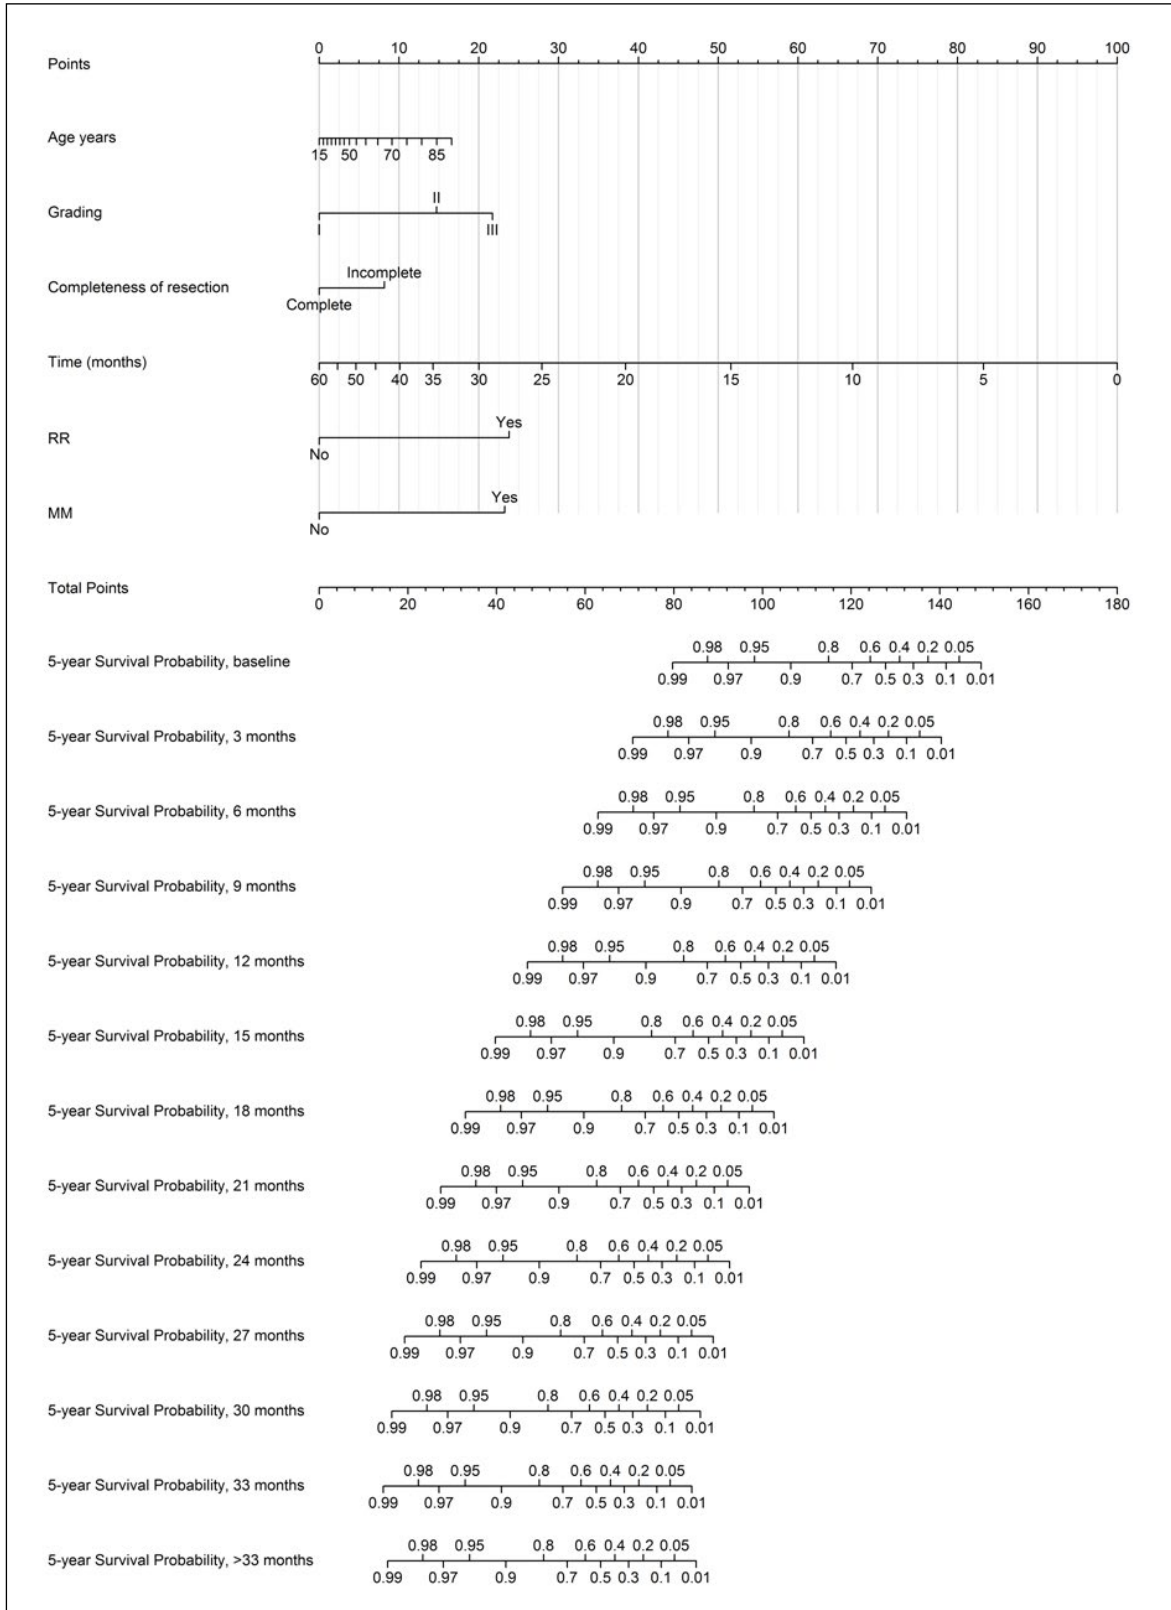 0 10 20 30 40 50 60 70 80 90 100
Points
Age years
15 50 70 85
II
Grading
I III
Incomplete
Completeness of resection
Complete
Time (months)
60 50 40 35 30 25 20 15 10 5 0
Yes
RR
No
Yes
MM
No
Total Points
0 20 40 60 80 100 120 140 160 180
0.98 0.95 0.8 0.6 0.4 0.2 0.05
5-year Survival Probability, baseline
0.99 0.97 0.9 0.7 0.5 0.3 0.1 0.01
0.98 0.95 0.8 0.6 0.4 0.2 0.05
5-year Survival Probability, 3 months
0.99 0.97 0.9 0.7 0.5 0.3 0.1 0.01
0.98 0.95 0.8 0.6 0.4 0.2 0.05
5-year Survival Probability, 6 months
0.99 0.97 0.9 0.7 0.5 0.3 0.1 0.01
0.98 0.95 0.8 0.6 0.4 0.2 0.05
5-year Survival Probability, 9 months
0.99 0.97 0.9 0.7 0.5 0.3 0.1 0.01
0.98 0.95 0.8 0.6 0.4 0.2 0.05
5-year Survival Probability, 12 months
0.99 0.97 0.9 0.7 0.5 0.3 0.1 0.01
0.98 0.95 0.8 0.6 0.4 0.2 0.05
5-year Survival Probability, 15 months
0.99 0.97 0.9 0.7 0.5 0.3 0.1 0.01
0.98 0.95 0.8 0.6 0.4 0.2 0.05
5-year Survival Probability, 18 months
0.99 0.97 0.9 0.7 0.5 0.3 0.1 0.01
0.98 0.95 0.8 0.6 0.4 0.2 0.05
5-year Survival Probability, 21 months
0.99 0.97 0.9 0.7 0.5 0.3 0.1 0.01
0.98 0.95 0.8 0.6 0.4 0.2 0.05
5-year Survival Probability, 24 months
0.99 0.97 0.9 0.7 0.5 0.3 0.1 0.01
0.98 0.95 0.8 0.6 0.4 0.2 0.05
5-year Survival Probability, 27 months
0.99 0.97 0.9 0.7 0.5 0.3 0.1 0.01
0.98 0.95 0.8 0.6 0.4 0.2 0.05
5-year Survival Probability, 30 months
0.99 0.97 0.9 0.7 0.5 0.3 0.1 0.01
0.98 0.95 0.8 0.6 0.4 0.2 0.05
5-year Survival Probability, 33 months
0.99 0.97 0.9 0.7 0.5 0.3 0.1 0.01
0.98 0.95 0.8 0.6 0.4 0.2 0.05
5-year Survival Probability, >33 months
0.99 0.97 0.9 0.7 0.5 0.3 0.1 0.01